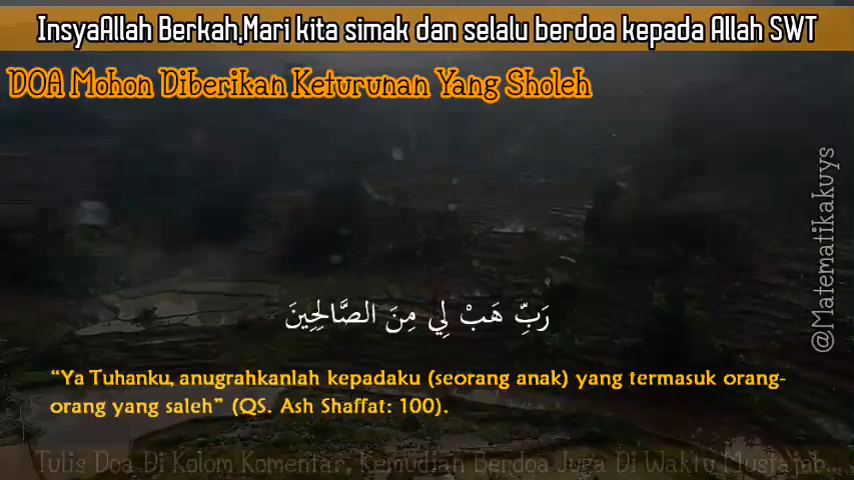 InsyaAllah Berkah,Mari kita simak dan selalu berdoa kepada Allah SWT
DOA Mohon Diberikan Keturunan Yang Sholeh
@Matematikakuys
رَبِّ هَبْ لِي مِنَ الصَّالِحِينَ
“Ya Tuhanku, anugrahkanlah kepadaku (seorang anak) yang termasuk orang-
orang yang saleh” (QS. Ash Shaffat: 100).
Tulis Doa Di Kolom Komentar, Kemudian Berdoa Juga Di Waktu Mustajab...